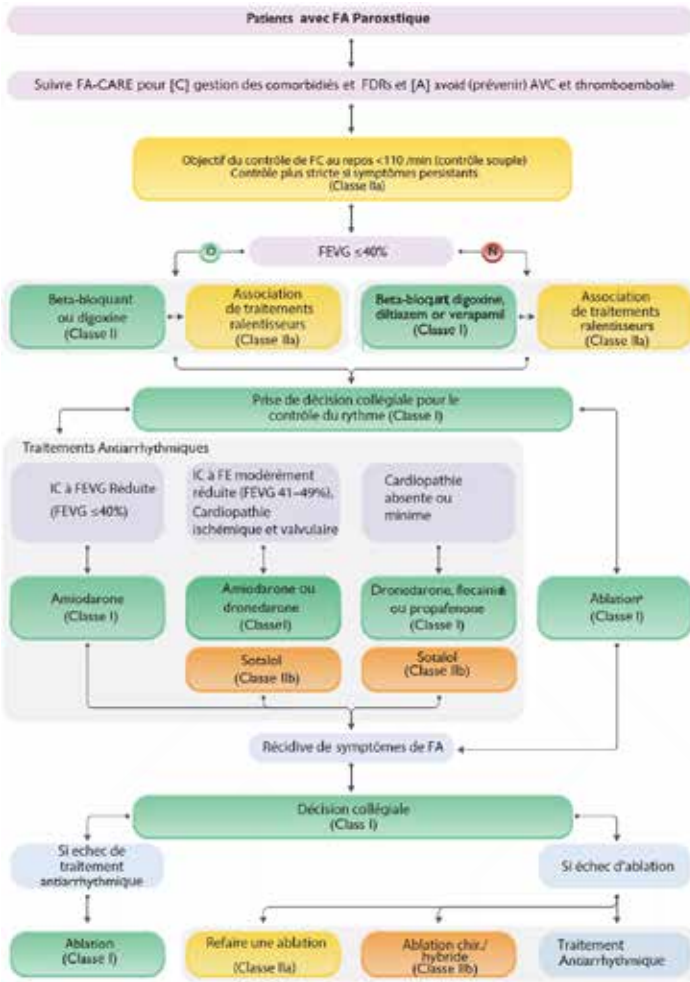 Patients avec FA Paroxstique
Suivre FA-CARE pour [C] gestion des comorbidiés et FDRs et [A] avoid (prévenir) AVC et thromboembolie
Objectif du contrôle de FC au repos <110 /min (contrôle souple)
Contrôle plus stricte si symptômes persistants
(Classe IIa)
O
FEVG ≤40%
N
Beta-bloquant
ou digoxine
(Classe I)
Association
de traitements
ralentisseurs
(Classe IIa)
Beta-bloquant digoxine,
diltiazem or verapamil
(Classe I)
Association
de traitements
ralentisseurs
(Classe IIa)
Prise de décision collégiale pour le
contrôle du rythme (Classe I)
Traitements Antiarrhythmiques
IC à FEVG Réduite
(FEVG ≤40%)
IC à FE modérément
réduite (FEVG 41-49%),
Cardiopathie
ischémique et valvulaire
Cardiopathie
absente ou
minime
Amiodarone
(Classe I)
Amiodarone ou
dronedarone
(ClasseI)
Dronedarone, flecainid
ou propafenone
(Classe I)
Ablation
(Classe I)
Sotalol
(Classe IIb)
Sotalol
(Classe IIb)
Récidive de symptômes de FA
Décision collégiale
(Class I)
Si echec de
traitement
antiarrhythmique
Si échec d'ablation
Ablation
(Classe I)
Refaire une ablation
(Classe IIa)
Ablation chir./
hybride
(Classe IIb)
Traitement
Antiarrhythmique